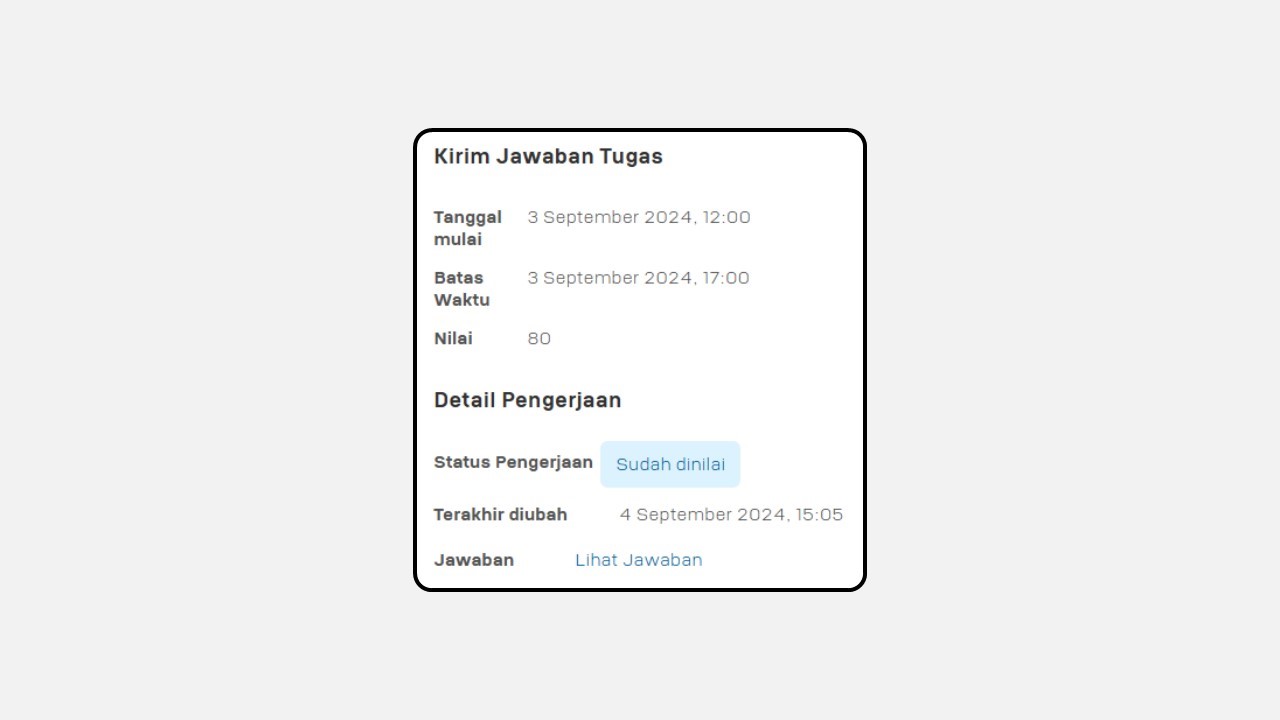 Kirim Jawaban Tugas
Tanggal mulai 3 September 2024, 12:00
Batas Waktu 3 September 2024, 17:00
Nilai 80
Detail Pengerjaan
Status Pengerjaan Sudah dinilai
Terakhir diubah 4 September 2024, 15:05
Jawaban Lihat Jawaban